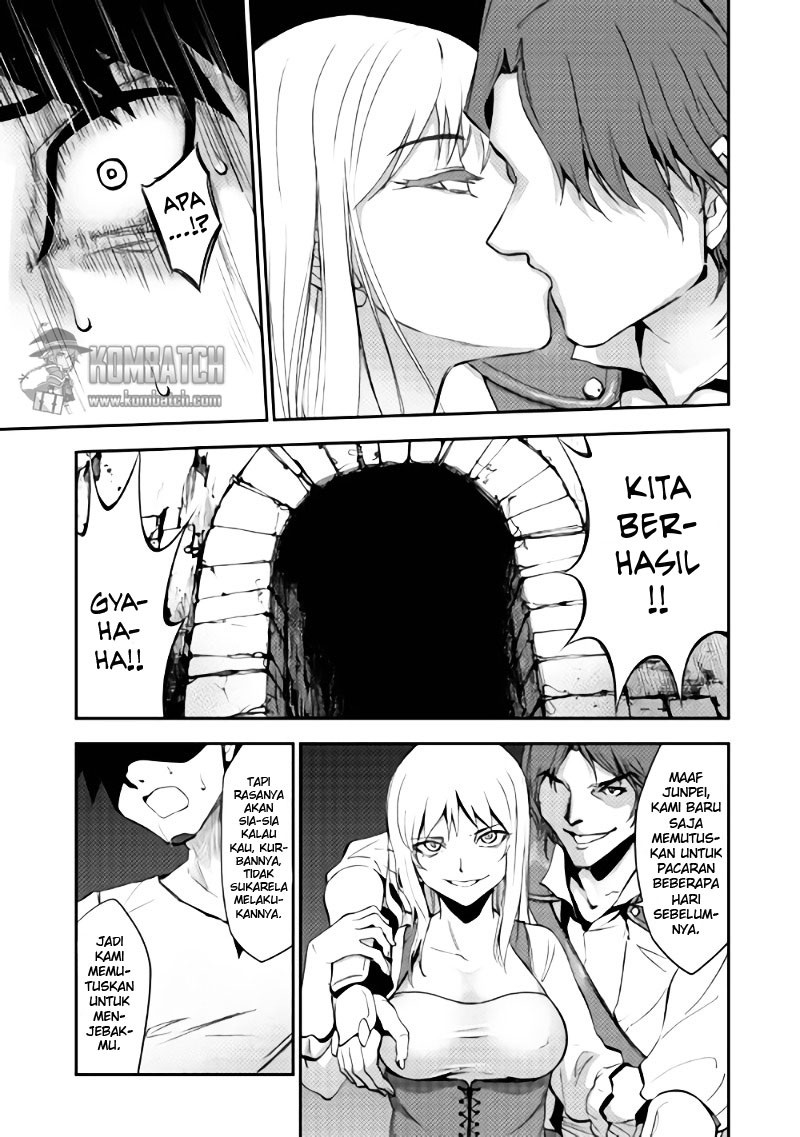 APA
....!?
KOMBATCH
www.kombatch.com
KITA
BER-
HASIL
!!
GYA-
HA-
HA!!
MAAF
JUNPEI,
KAMI BARU
SAJA
MEMUTUS-
KAN UNTUK
PACARAN
BEBERAPA
HARI
SEBELUM-
NYA.
TAPI
RASANYA
AKAN
SIA-SIA
KALAU
KAU, KUR-
BANNYA,
TIDAK
SUKARELA
MELAKU-
KANNYA.
JADI
KAMI
MEMU-
TUSKAN
UNTUK
MEN-
JEBAK-
MU.